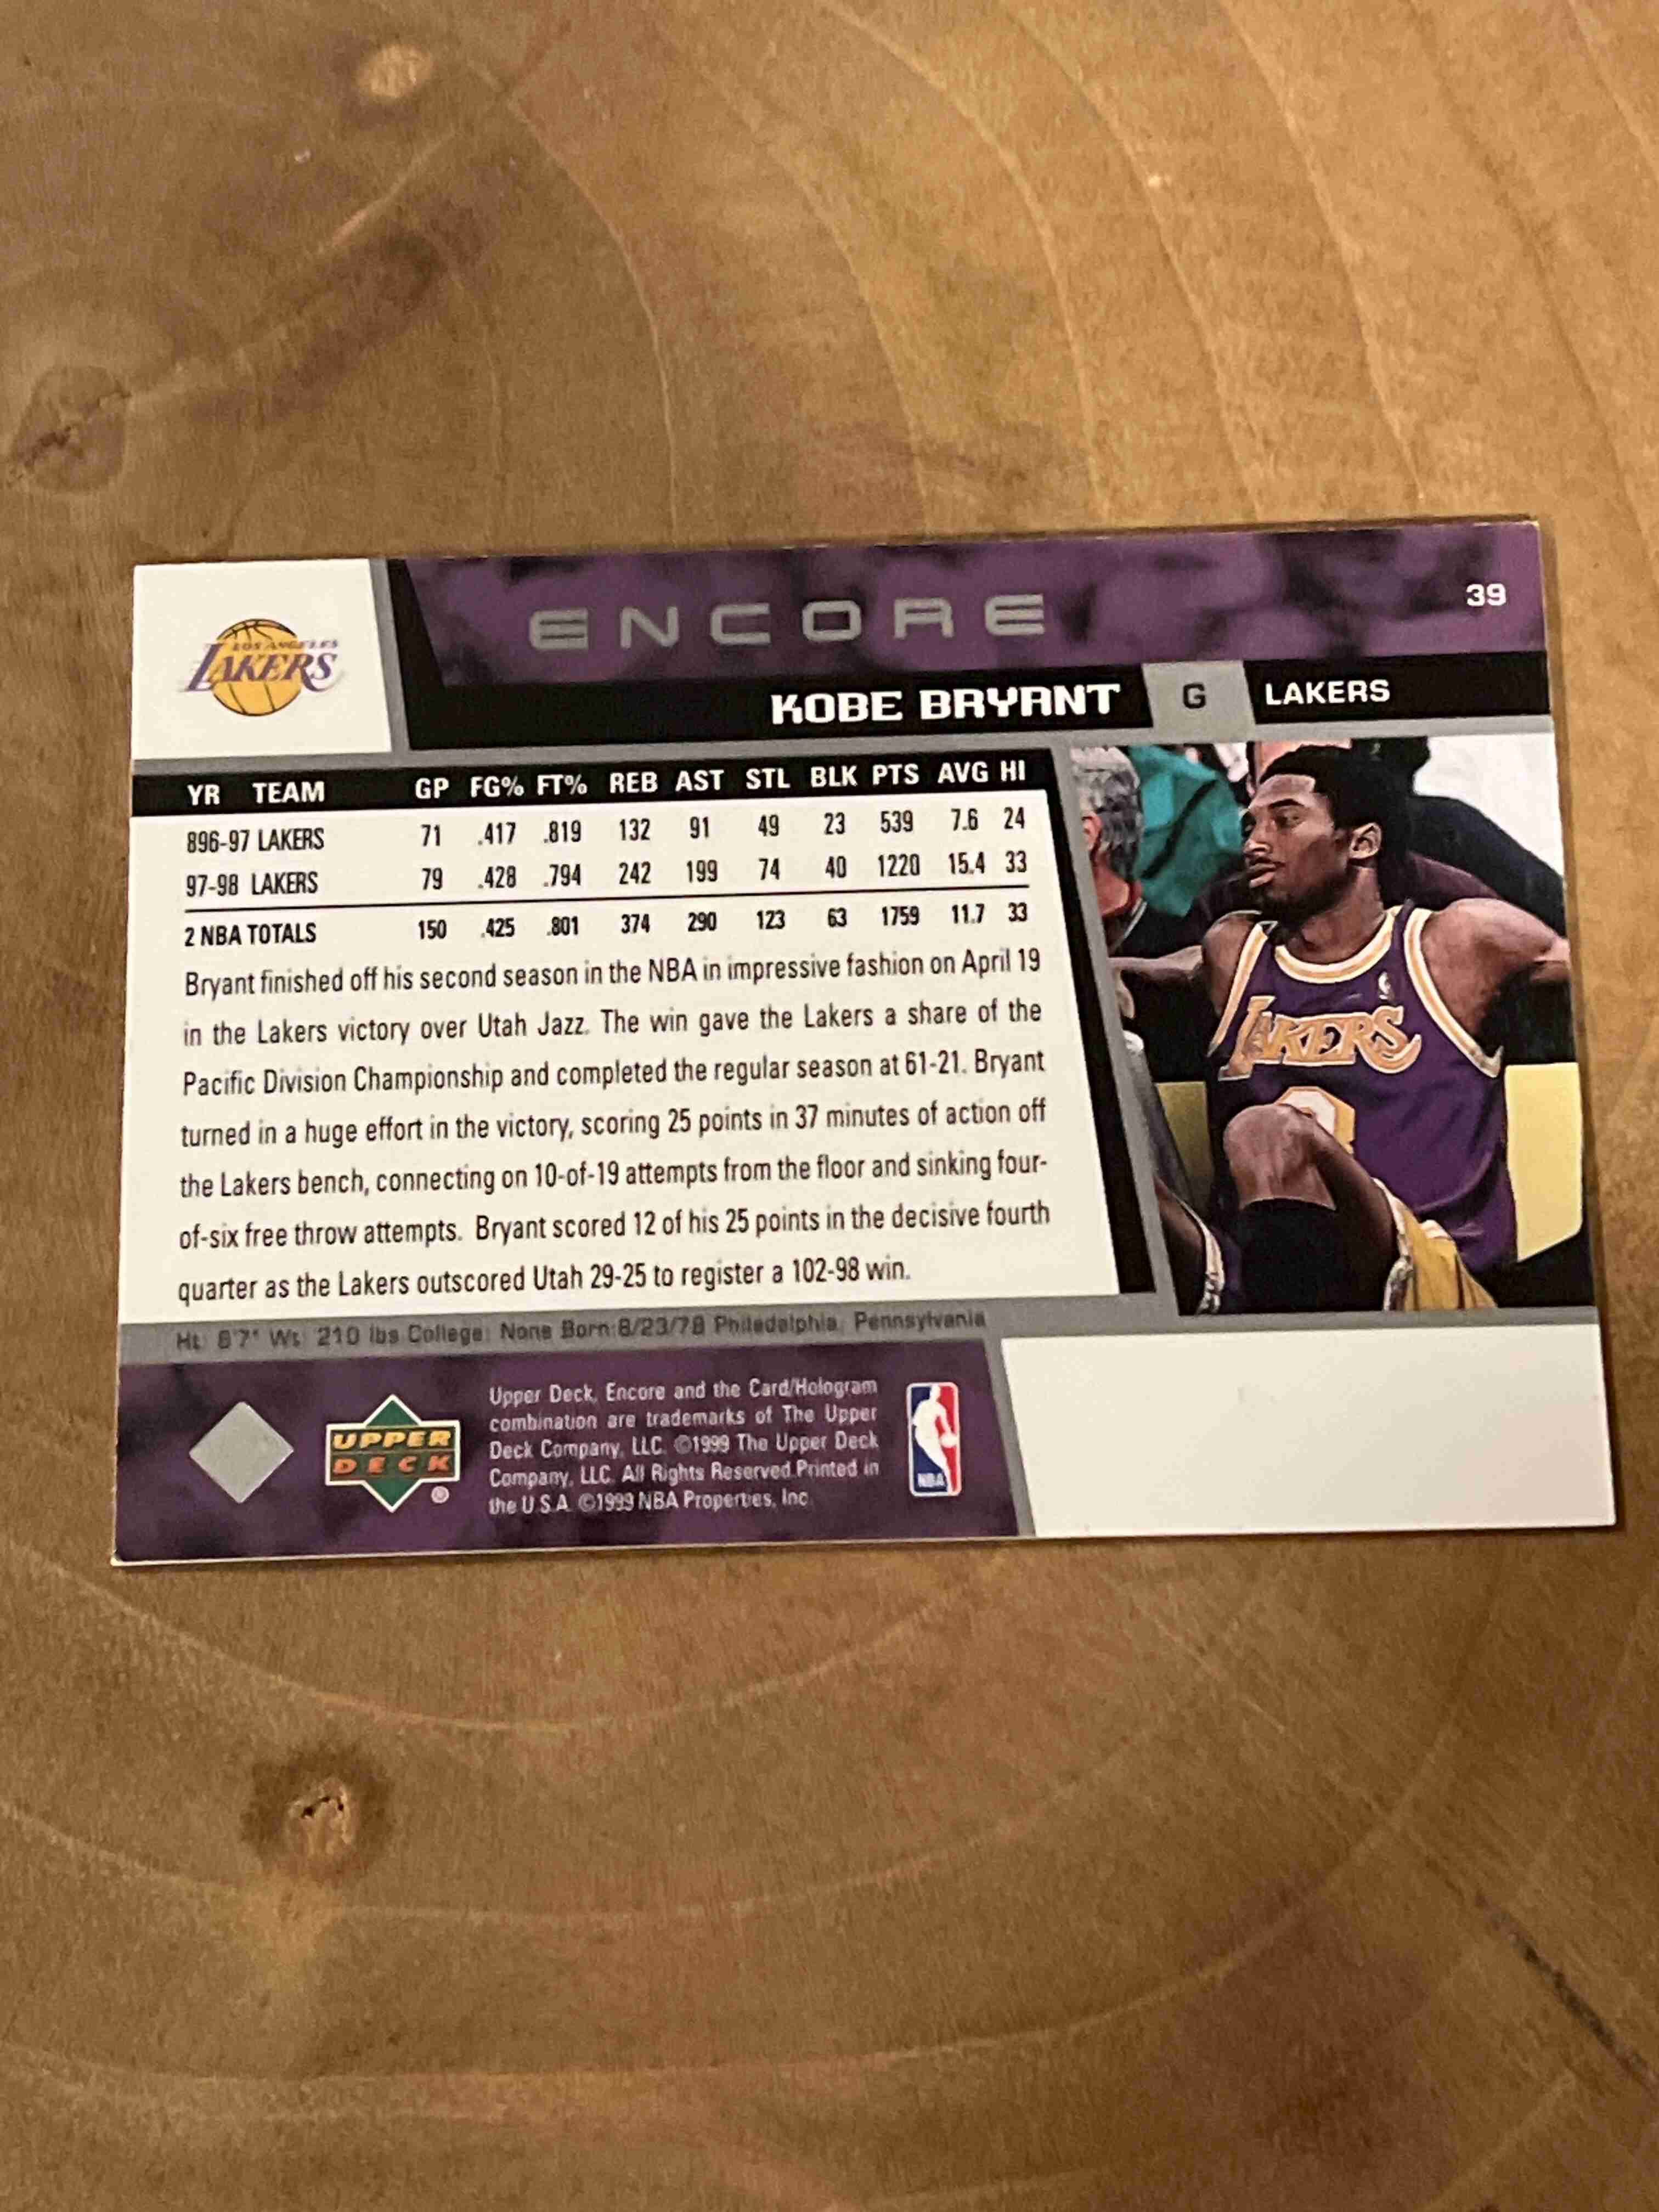 LOS ANGELES
LAKERS
ENCORE
39
KOBE BRYANT G LAKERS
YR TEAM GP FG% FT% REB AST STL BLK PTS AVG HI
896-97 LAKERS 71 .417 .819 132 91 49 23 539 7.6 24
97-98 LAKERS 79 .428 .794 242 199 74 40 1220 15.4 33
2 NBA TOTALS 150 .425 .801 374 290 123 63 1759 11.7 33
Bryant finished off his second season in the NBA in impressive fashion on April 19
in the Lakers victory over Utah Jazz. The win gave the Lakers a share of the
Pacific Division Championship and completed the regular season at 61-21. Bryant
turned in a huge effort in the victory, scoring 25 points in 37 minutes of action off
the Lakers bench, connecting on 10-of-19 attempts from the floor and sinking four-
of-six free throw attempts. Bryant scored 12 of his 25 points in the decisive fourth
quarter as the Lakers outscored Utah 29-25 to register a 102-98 win.
LAKERS
8
Ht: 6'7" Wt: 210 lbs College: None Born:8/23/78 Philadelphia, Pennsylvania
UPPER
DECK
®
Upper Deck, Encore and the Card/Hologram
combination are trademarks of The Upper
Deck Company, LLC. ©1999 The Upper Deck
Company, LLC. All Rights Reserved.Printed in
the U.S.A. ©1999 NBA Properties, Inc.
NBA